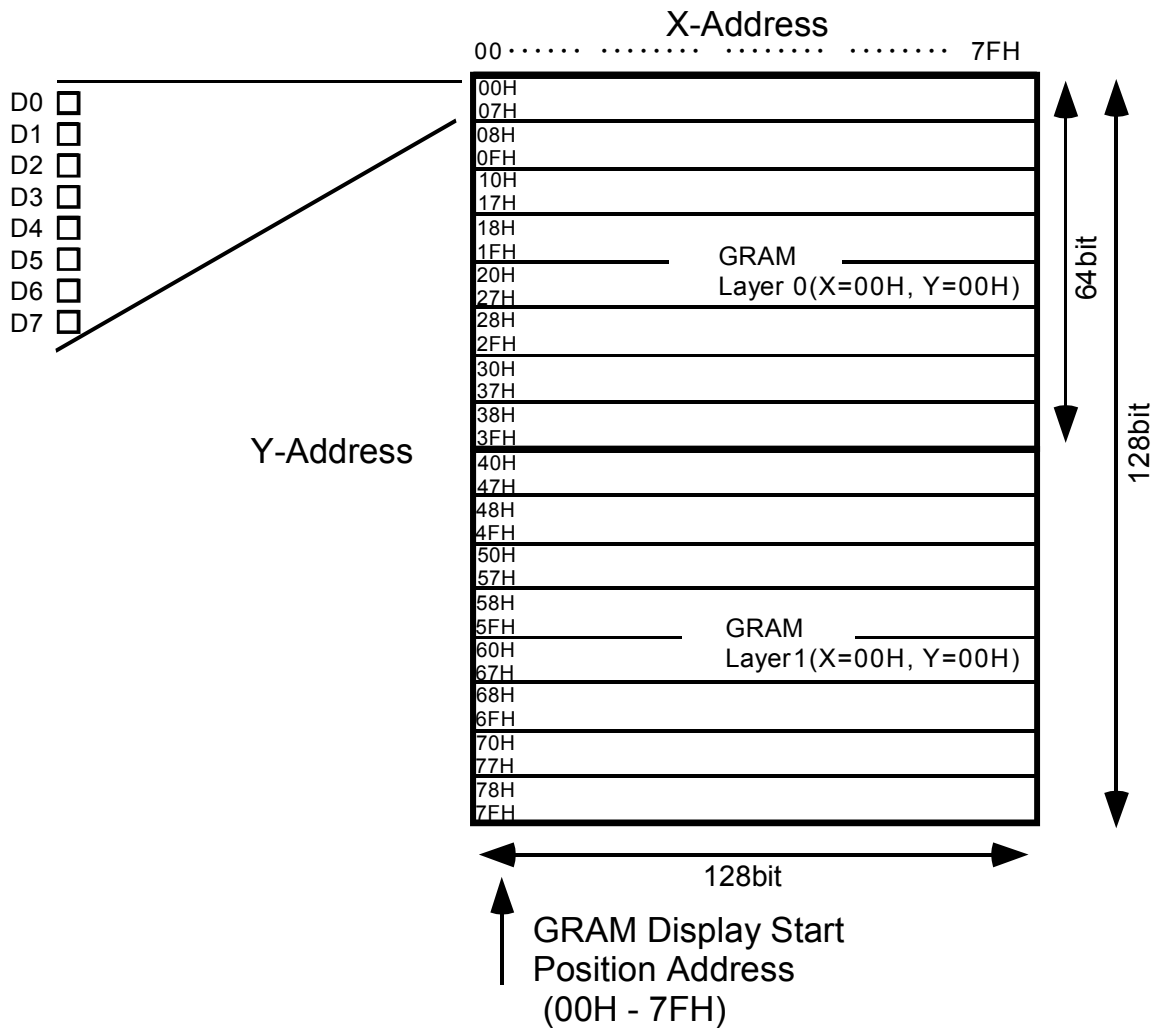 X-Address
00 ······ ········ ········ ········ 7FH
D0
D1
D2
D3
D4
D5
D6
D7
00H
07H
08H
0FH
10H
17H
18H
1FH
20H
27H
28H
2FH
30H
37H
38H
3FH
40H
47H
48H
4FH
50H
57H
58H
5FH
60H
67H
68H
6FH
70H
77H
78H
7FH
GRAM
Layer 0(X=00H, Y=00H)
GRAM
Layer1(X=00H, Y=00H)
64bit
128bit
Y-Address
128bit
GRAM Display Start
Position Address
(00H - 7FH)